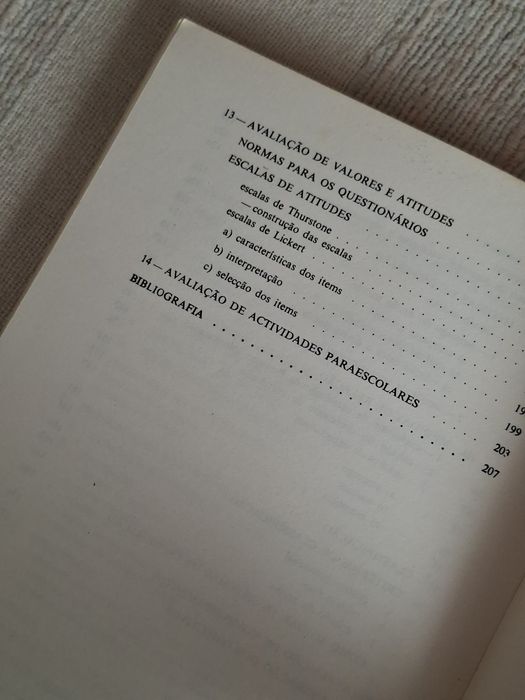 13 — AVALIAÇÃO DE VALORES E ATITUDES . . . . .
NORMAS PARA OS QUESTIONÁRIOS . . . . .
ESCALAS DE ATITUDES . . . . .
escalas de Thurstone . . . . .
— construção das escalas . . . . .
escalas de Lickert . . . . .
a) características dos items . . . . .
b) interpretação . . . . .
c) selecção dos items . . . . . 199
14 — AVALIAÇÃO DE ACTIVIDADES PARAESCOLARES . . . . . 203
BIBLIOGRAFIA . . . . . 207